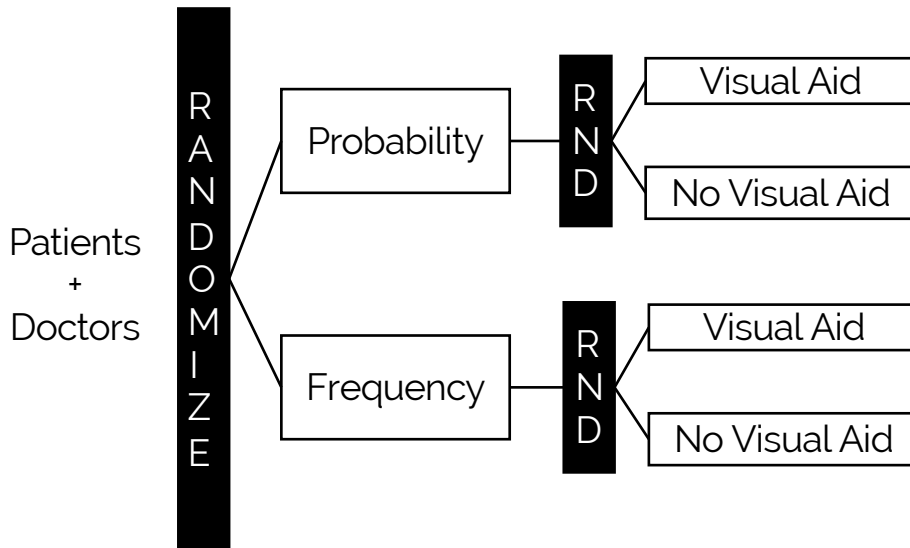 Patients
+
Doctors
RANDOMIZE
Probability
RND
Visual Aid
No Visual Aid
Frequency
RND
Visual Aid
No Visual Aid